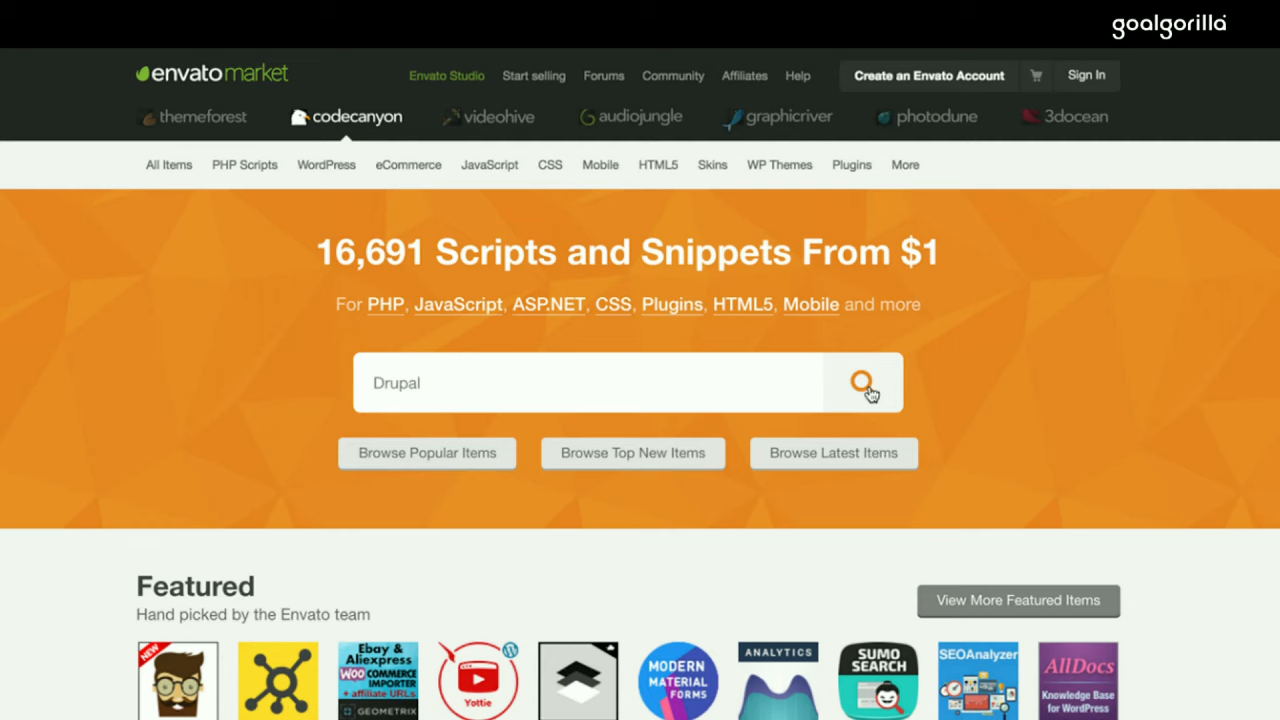 goalgorilla
envatomarket
Envato Studio Start selling Forums Community Affiliates Help Create an Envato Account Sign In
themeforest codecanyon videohive audiojungle graphicriver photodune 3docean
All Items PHP Scripts WordPress eCommerce JavaScript CSS Mobile HTML5 Skins WP Themes Plugins More
16,691 Scripts and Snippets From $1
For PHP, JavaScript, ASP.NET, CSS, Plugins, HTML5, Mobile and more
Drupal
Browse Popular Items Browse Top New Items Browse Latest Items
Featured
Hand picked by the Envato team
View More Featured Items
NEW
Ebay &
Aliexpress
WOO COMMERCE
IMPORTER
+ affiliate URLs
GEOMETRIX
Yottie
MODERN
MATERIAL
FORMS
ANALYTICS
SUMO
SEARCH
SEOAnalyzer
AllDocs
Knowledge Base
for WordPress